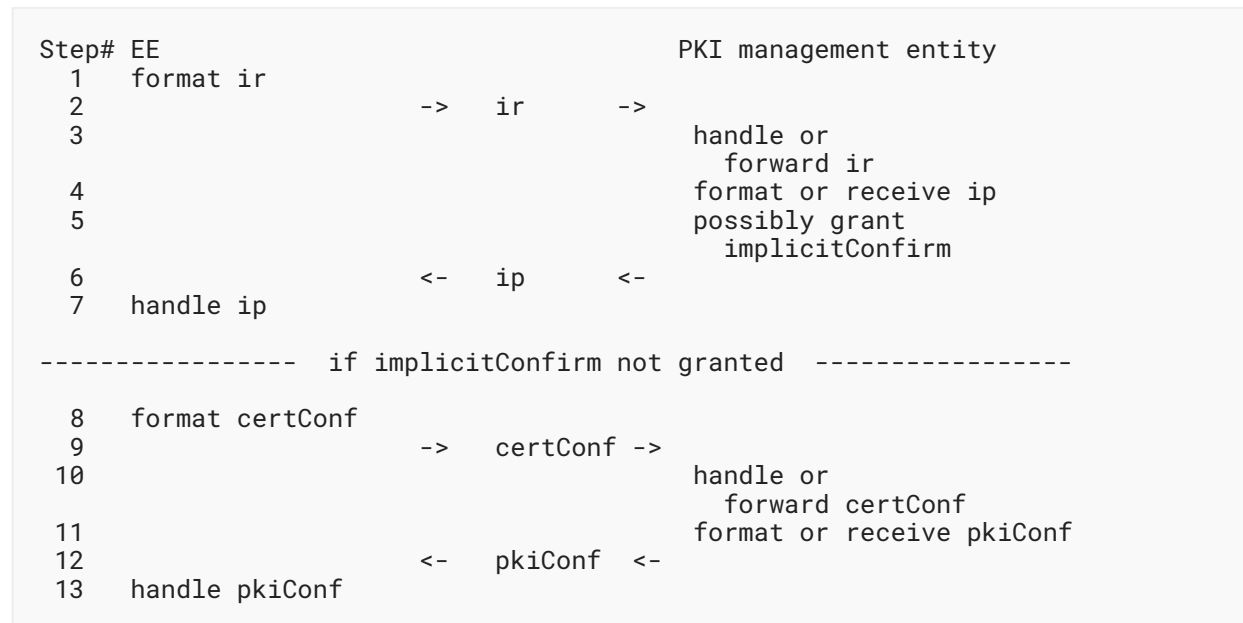 Step# EE                                  PKI management entity
  1   format ir
  2                      ->   ir      ->
  3                                        handle or
                                             forward ir
  4                                        format or receive ip
  5                                        possibly grant
                                             implicitConfirm
  6                      <-   ip      <-
  7   handle ip
-----------------  if implicitConfirm not granted  -----------------
  8   format certConf
  9                      ->   certConf ->
 10                                        handle or
                                             forward certConf
 11                                        format or receive pkiConf
 12                      <-   pkiConf  <-
 13   handle pkiConf